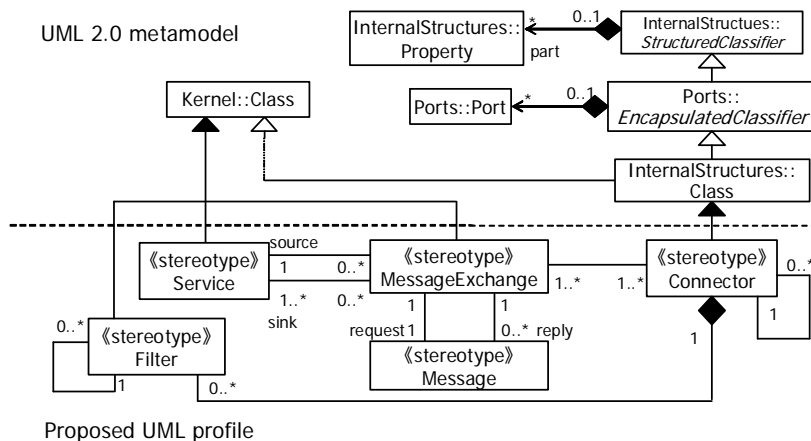 UML 2.0 metamodel
InternalStructures::
Property
*
0..1
part
InternalStructues::
StructuredClassifier
Kernel::Class
Ports::Port
*
0..1
Ports::
EncapsulatedClassifier
InternalStructures::
Class
《stereotype》
Service
source
1
0..*
1..*
0..*
sink
《stereotype》
MessageExchange
1..*
1..*
《stereotype》
Connector
0..*
1
1
1
1
request
1
0..*
reply
《stereotype》
Message
0..*
《stereotype》
Filter
1
0..*
Proposed UML profile